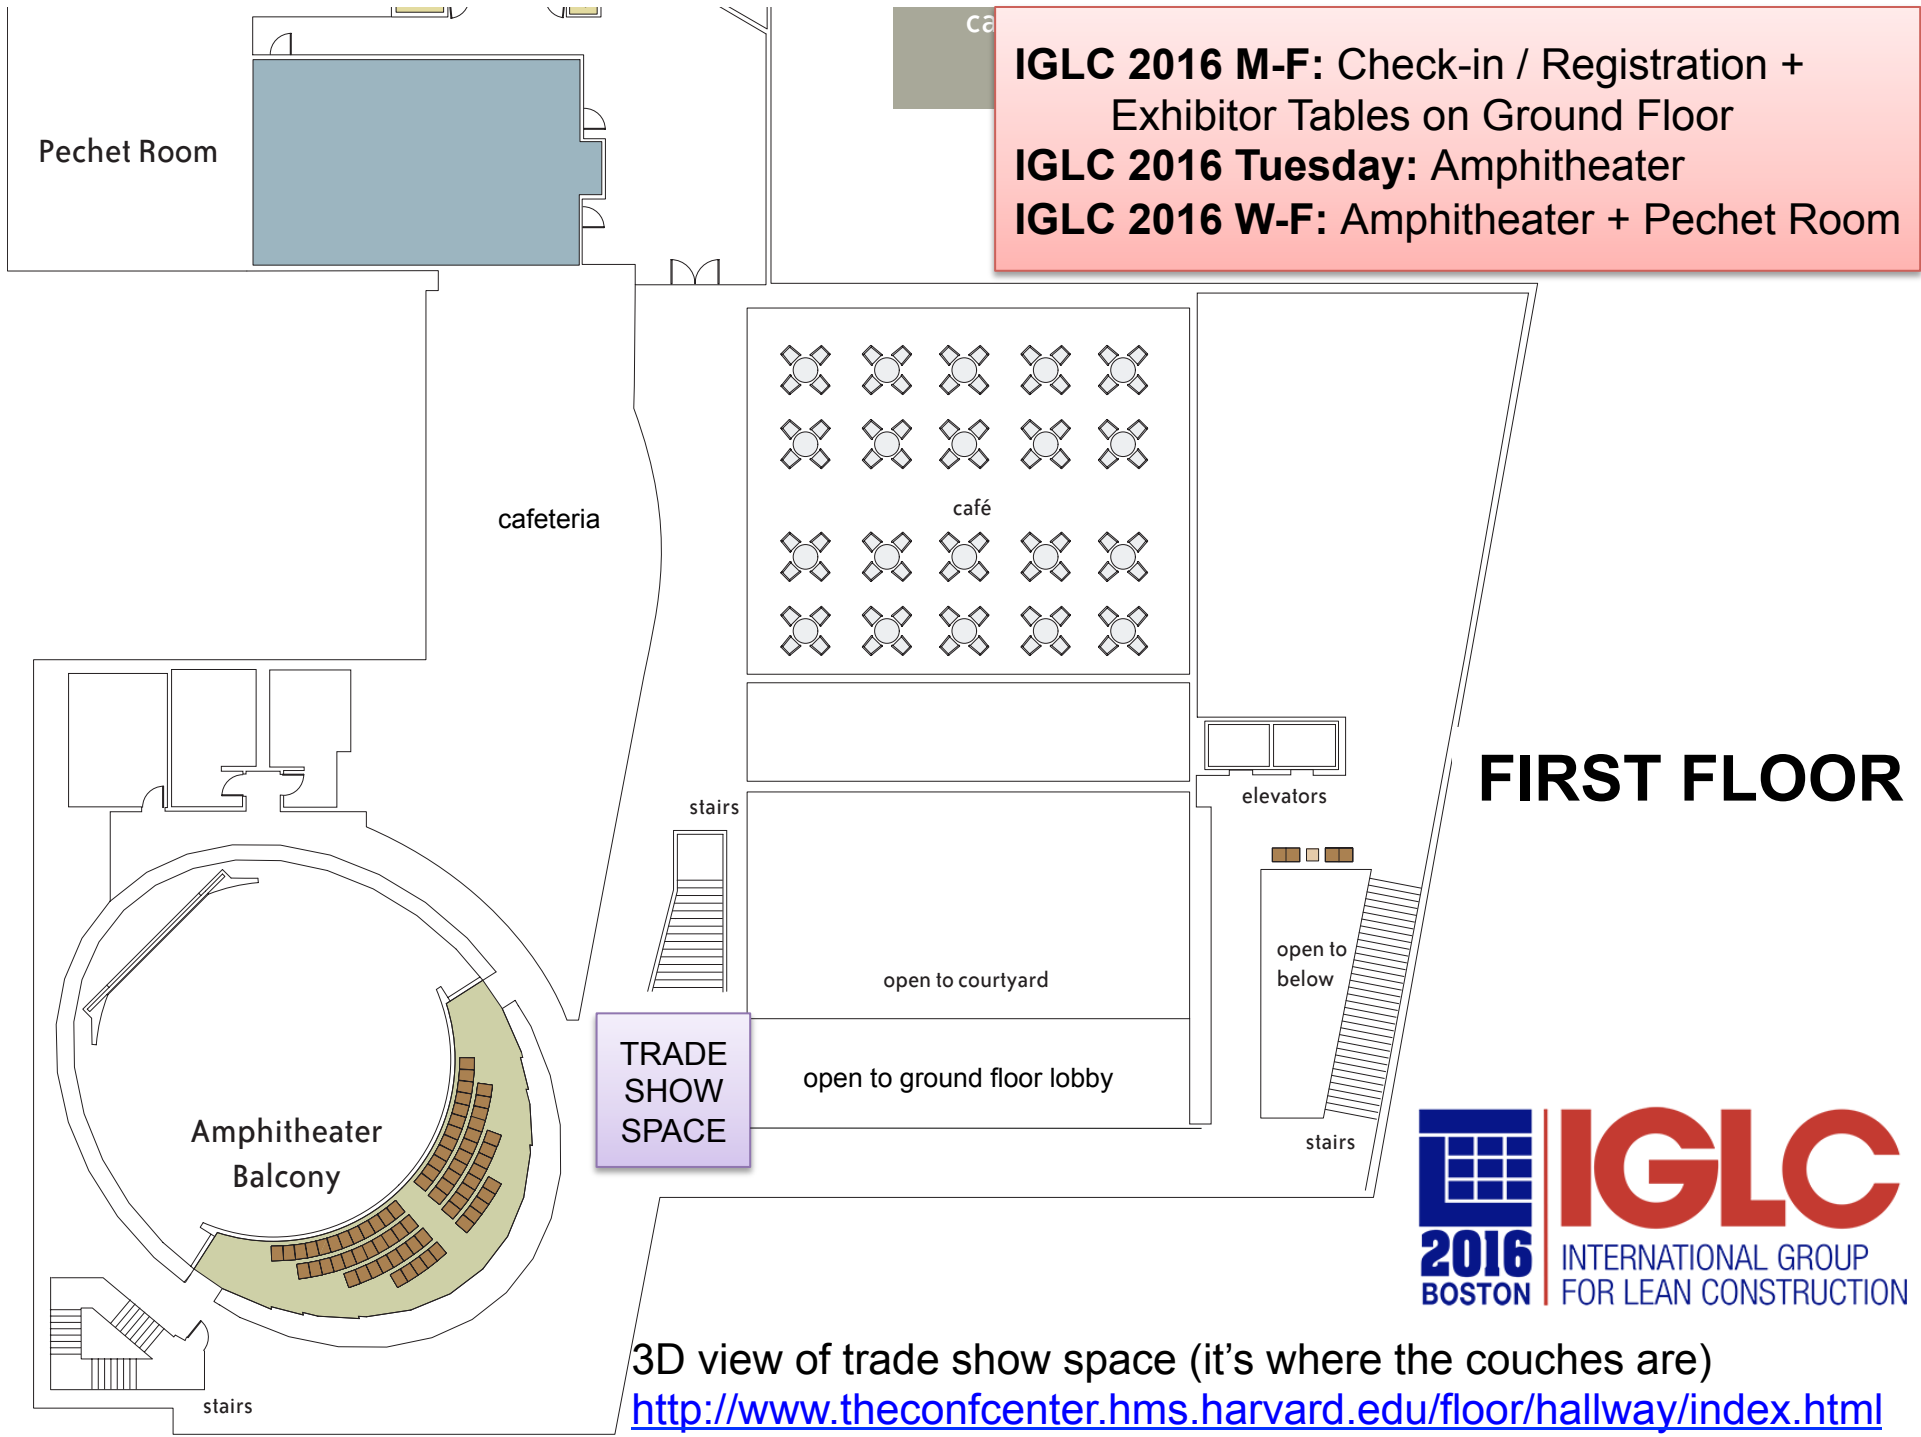 ca
IGLC 2016 M-F: Check-in / Registration +
Exhibitor Tables on Ground Floor
IGLC 2016 Tuesday: Amphitheater
IGLC 2016 W-F: Amphitheater + Pechet Room
Pechet Room
cafeteria
café
FIRST FLOOR
elevators
stairs
open to
below
open to courtyard
TRADE
SHOW
SPACE
open to ground floor lobby
Amphitheater
Balcony
stairs
IGLC
2016
BOSTON
INTERNATIONAL GROUP
FOR LEAN CONSTRUCTION
3D view of trade show space (it's where the couches are)
http://www.theconfcenter.hms.harvard.edu/floor/hallway/index.html
stairs